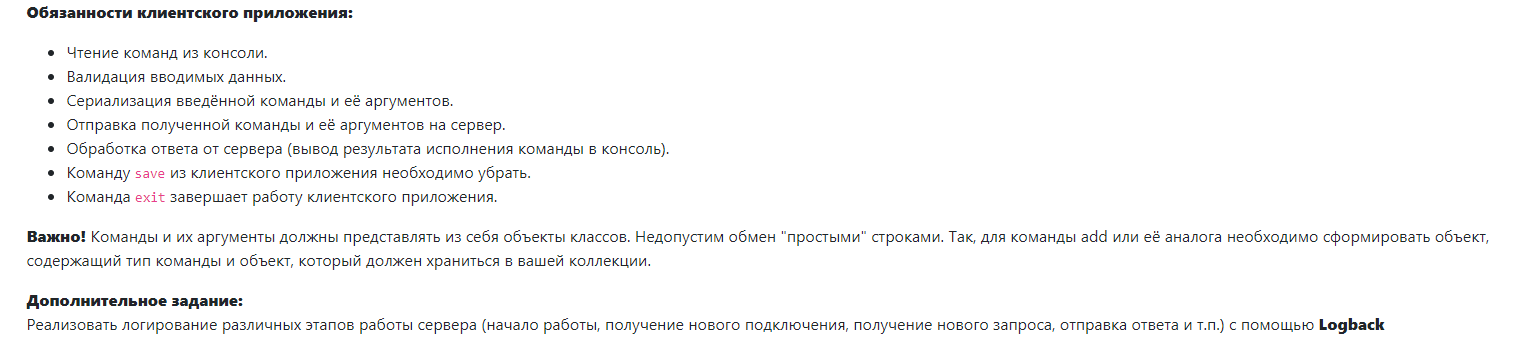 Обязанности клиентского приложения:
Чтение команд из консоли.
Валидация вводимых данных.
Сериализация введённой команды и её аргументов.
Отправка полученной команды и её аргументов на сервер.
Обработка ответа от сервера (вывод результата исполнения команды в консоль).
Команду save из клиентского приложения необходимо убрать.
Команда exit завершает работу клиентского приложения.
Важно! Команды и их аргументы должны представлять из себя объекты классов. Недопустим обмен "простыми" строками. Так, для команды add или её аналога необходимо сформировать объект,
содержащий тип команды и объект, который должен храниться в вашей коллекции.
Дополнительное задание:
Реализовать логирование различных этапов работы сервера (начало работы, получение нового подключения, получение нового запроса, отправка ответа и т.п.) с помощью Logback